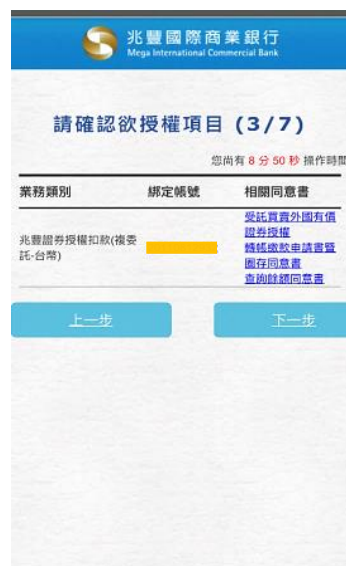 兆豐國際商業銀行
Mega International Commercial Bank
請確認欲授權項目 (3/7)
您尚有 8 分 50 秒 操作時間
業務類別 綁定帳號 相關同意書
兆豐證券授權扣款(複委
託-台幣)
受託買賣外國有價
證券授權
轉帳繳款申請書暨
圈存同意書
查詢餘額同意書
上一步 下一步